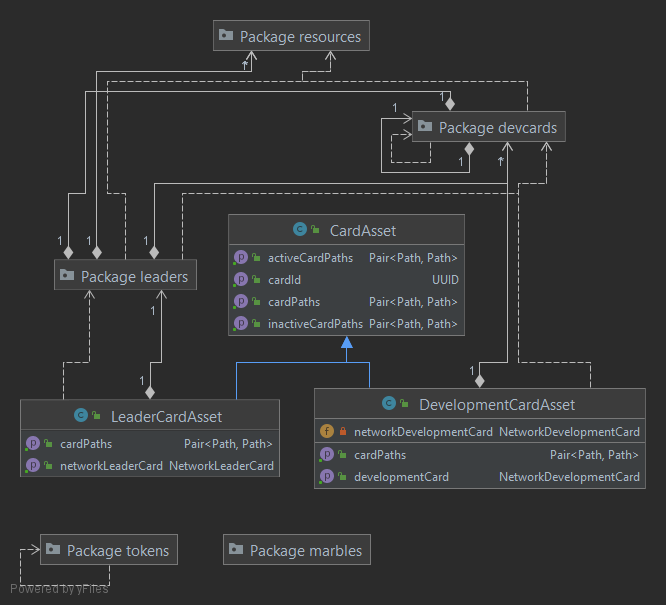 Package resources
1
Package devcards
1
1
1
1
1
1
Package leaders
CardAsset
activeCardPaths Pair<Path, Path>
cardId UUID
cardPaths Pair<Path, Path>
inactiveCardPaths Pair<Path, Path>
1
1
1
LeaderCardAsset
cardPaths Pair<Path, Path>
networkLeaderCard NetworkLeaderCard
DevelopmentCardAsset
networkDevelopmentCard NetworkDevelopmentCard
cardPaths Pair<Path, Path>
developmentCard NetworkDevelopmentCard
Package tokens
Package marbles
Powered by yFiles